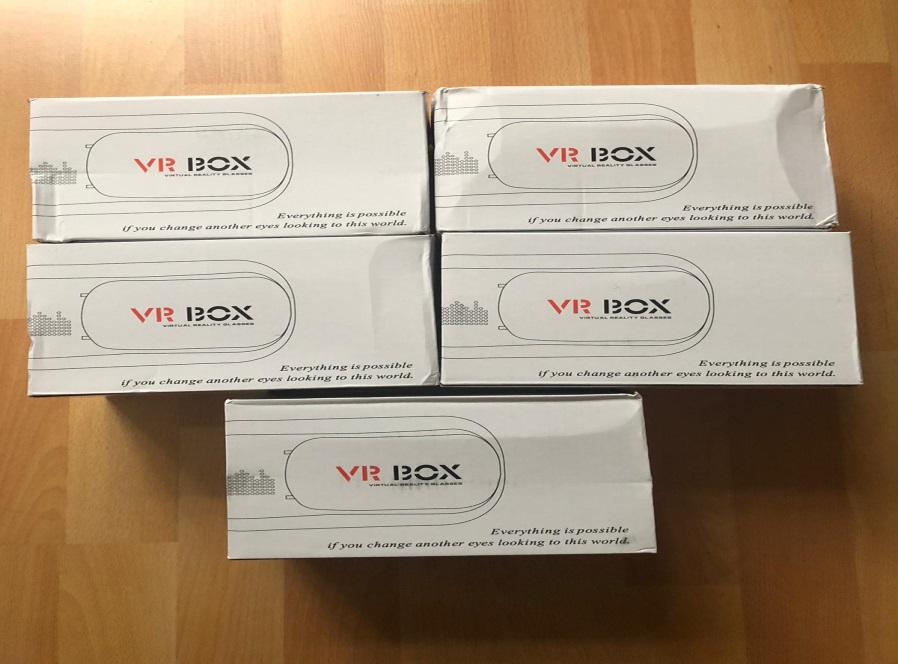 VR BOX
VIRTUAL REALITY GLASSES
Everything is possible
if you change another eyes looking to this world.
VR BOX
VIRTUAL REALITY GLASSES
Everything is possible
if you change another eyes looking to this world.
VR BOX
VIRTUAL REALITY GLASSES
Everything is possible
if you change another eyes looking to this world.
VR BOX
VIRTUAL REALITY GLASSES
Everything is possible
if you change another eyes looking to this world.
VR BOX
VIRTUAL REALITY GLASSES
Everything is possible
if you change another eyes looking to this world.